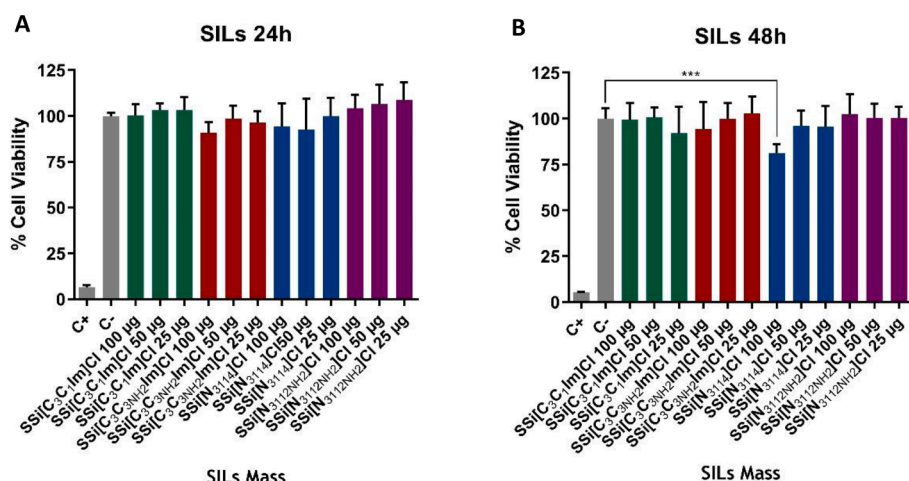 A
SILs 24h
% Cell Viability
125
100
75
50
25
0
C+
C-
SSi[C₃C₁Im]Cl 100 µg
SSi[C₃C₁Im]Cl 50 µg
SSi[C₃C₁Im]Cl 25 µg
SSi[C₃C₃NH2Im]Cl 100 µg
SSi[C₃C₃NH2Im]Cl 50 µg
SSi[C₃C₃NH2Im]Cl 25 µg
SSi[N₃₁₁₄]Cl 100 µg
SSi[N₃₁₁₄]Cl 50 µg
SSi[N₃₁₁₄]Cl 25 µg
SSi[N₃₁₁₂NH2]Cl 100 µg
SSi[N₃₁₁₂NH2]Cl 50 µg
SSi[N₃₁₁₂NH2]Cl 25 µg
SILs Mass
B
SILs 48h
% Cell Viability
125
100
75
50
25
0
***
C+
C-
SSi[C₃C₁Im]Cl 100 µg
SSi[C₃C₁Im]Cl 50 µg
SSi[C₃C₁Im]Cl 25 µg
SSi[C₃C₃NH2Im]Cl 100 µg
SSi[C₃C₃NH2Im]Cl 50 µg
SSi[C₃C₃NH2Im]Cl 25 µg
SSi[N₃₁₁₄]Cl 100 µg
SSi[N₃₁₁₄]Cl 50 µg
SSi[N₃₁₁₄]Cl 25 µg
SSi[N₃₁₁₂NH2]Cl 100 µg
SSi[N₃₁₁₂NH2]Cl 50 µg
SSi[N₃₁₁₂NH2]Cl 25 µg
SILs Mass